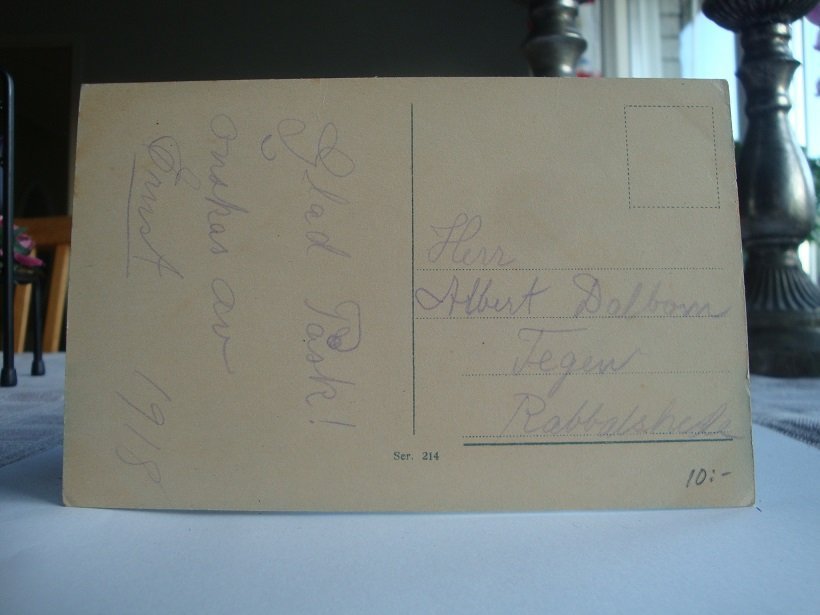 Glad Påsk!
önskas av
Ernst
1918
Herr
Albert Dalbom
Tegen
Rabbalshede
Ser. 214
10:-